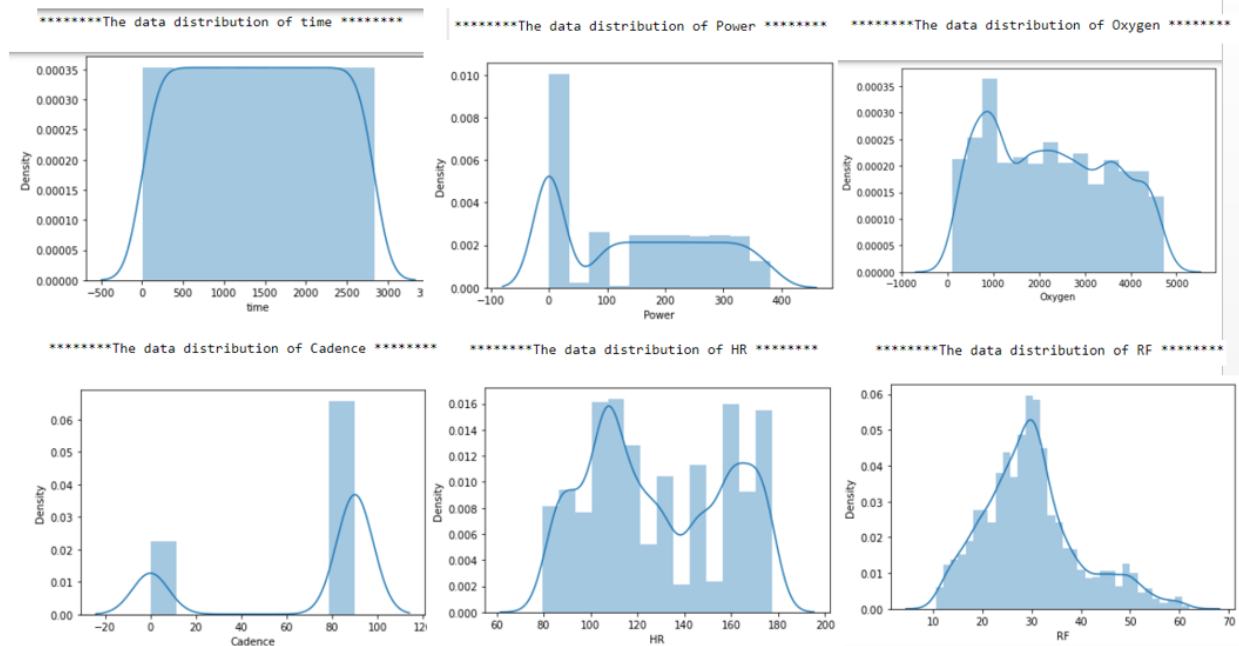 ********The data distribution of time ********
********The data distribution of Power ********
********The data distribution of Oxygen ********
0.00035
0.00030
0.00025
0.00020
0.00015
0.00010
0.00005
0.00000
Density
−500 0 500 1000 1500 2000 2500 3000
time
0.010
0.008
0.006
0.004
0.002
0.000
Density
−100 0 100 200 300 400
Power
0.00035
0.00030
0.00025
0.00020
0.00015
0.00010
0.00005
0.00000
Density
−1000 0 1000 2000 3000 4000 5000
Oxygen
********The data distribution of Cadence ********
********The data distribution of HR ********
********The data distribution of RF ********
0.06
0.05
0.04
0.03
0.02
0.01
0.00
Density
−20 0 20 40 60 80 100
Cadence
0.016
0.014
0.012
0.010
0.008
0.006
0.004
0.002
0.000
Density
60 80 100 120 140 160 180 200
HR
0.06
0.05
0.04
0.03
0.02
0.01
0.00
Density
10 20 30 40 50 60 70
RF